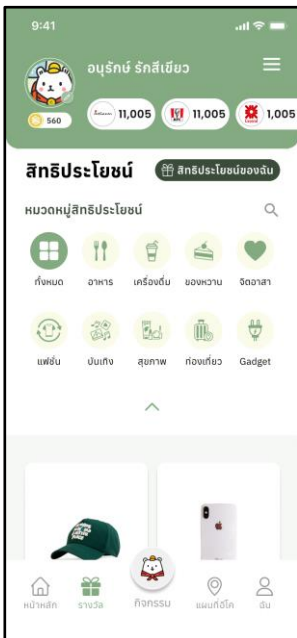 9:41
อนุรักษ์ รักสีเขียว
560
11,005
11,005
1,005
สิทธิประโยชน์
สิทธิประโยชน์ของฉัน
หมวดหมู่สิทธิประโยชน์
ทั้งหมด อาหาร เครื่องดื่ม ของหวาน จิตอาสา
แฟชั่น บันเทิง สุขภาพ ท่องเที่ยว Gadget
หน้าหลัก รางวัล กิจกรรม แผนที่อีโค ฉัน